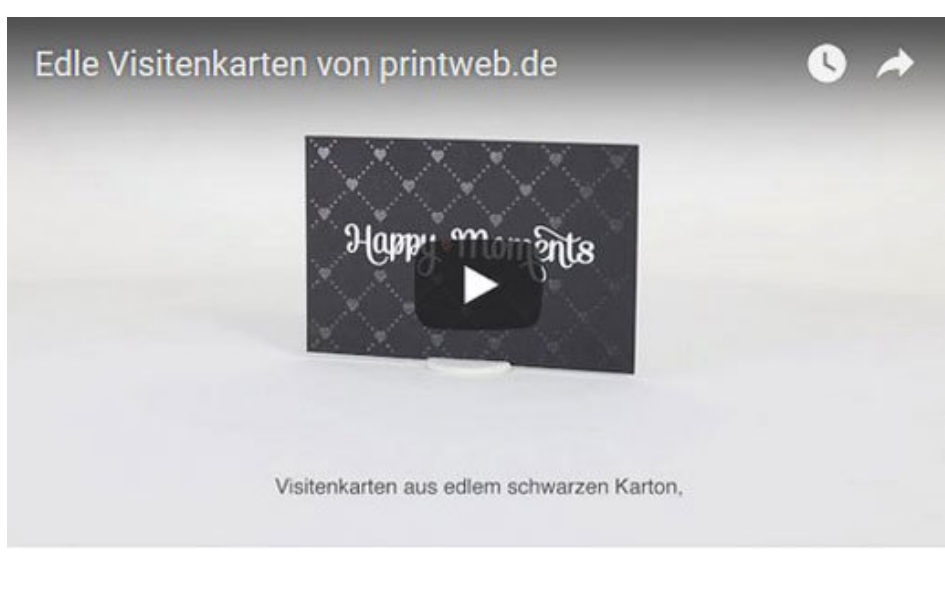 Edle Visitenkarten von printweb.de
Happy Moments
Visitenkarten aus edlem schwarzen Karton,